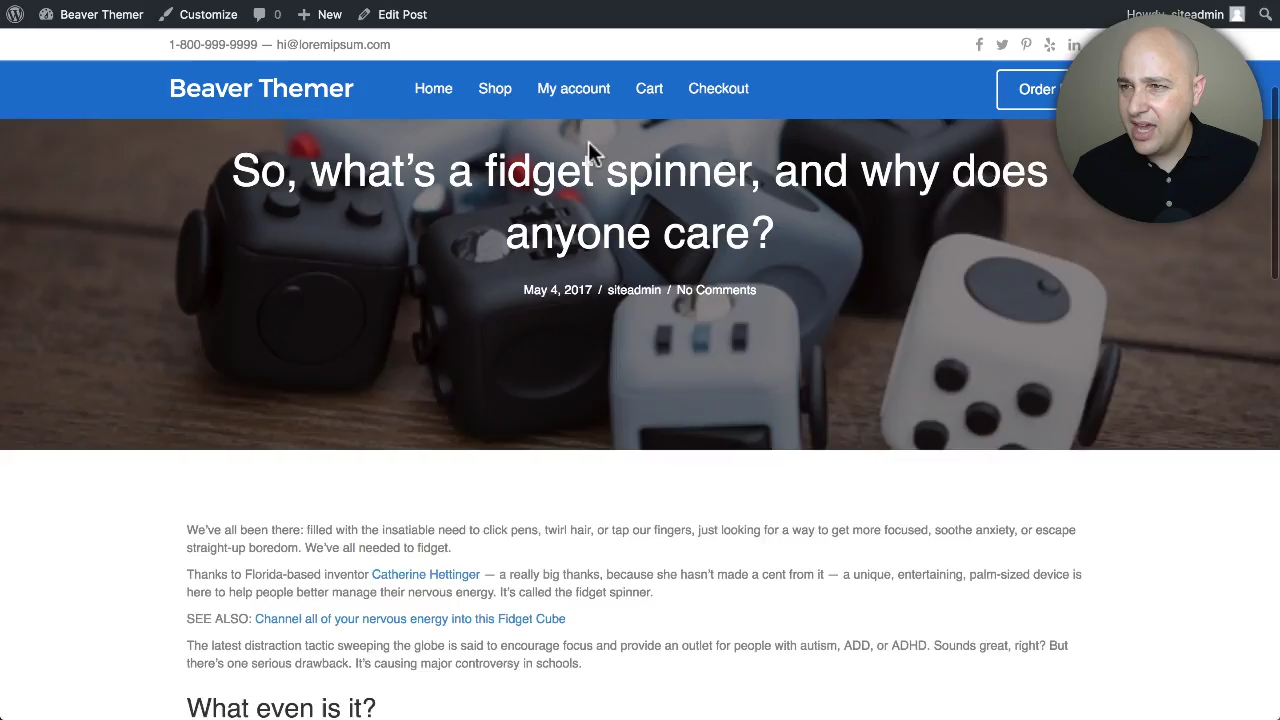 Beaver Themer Customize 0 New Edit Post Howdy, siteadmin
1-800-999-9999 — hi@loremipsum.com
Beaver Themer Home Shop My account Cart Checkout Order
So, what's a fidget spinner, and why does
anyone care?
May 4, 2017 / siteadmin / No Comments
We've all been there: filled with the insatiable need to click pens, twirl hair, or tap our fingers, just looking for a way to get more focused, soothe anxiety, or escape
straight-up boredom. We've all needed to fidget.
Thanks to Florida-based inventor Catherine Hettinger — a really big thanks, because she hasn't made a cent from it — a unique, entertaining, palm-sized device is
here to help people better manage their nervous energy. It's called the fidget spinner.
SEE ALSO: Channel all of your nervous energy into this Fidget Cube
The latest distraction tactic sweeping the globe is said to encourage focus and provide an outlet for people with autism, ADD, or ADHD. Sounds great, right? But
there's one serious drawback. It's causing major controversy in schools.
What even is it?